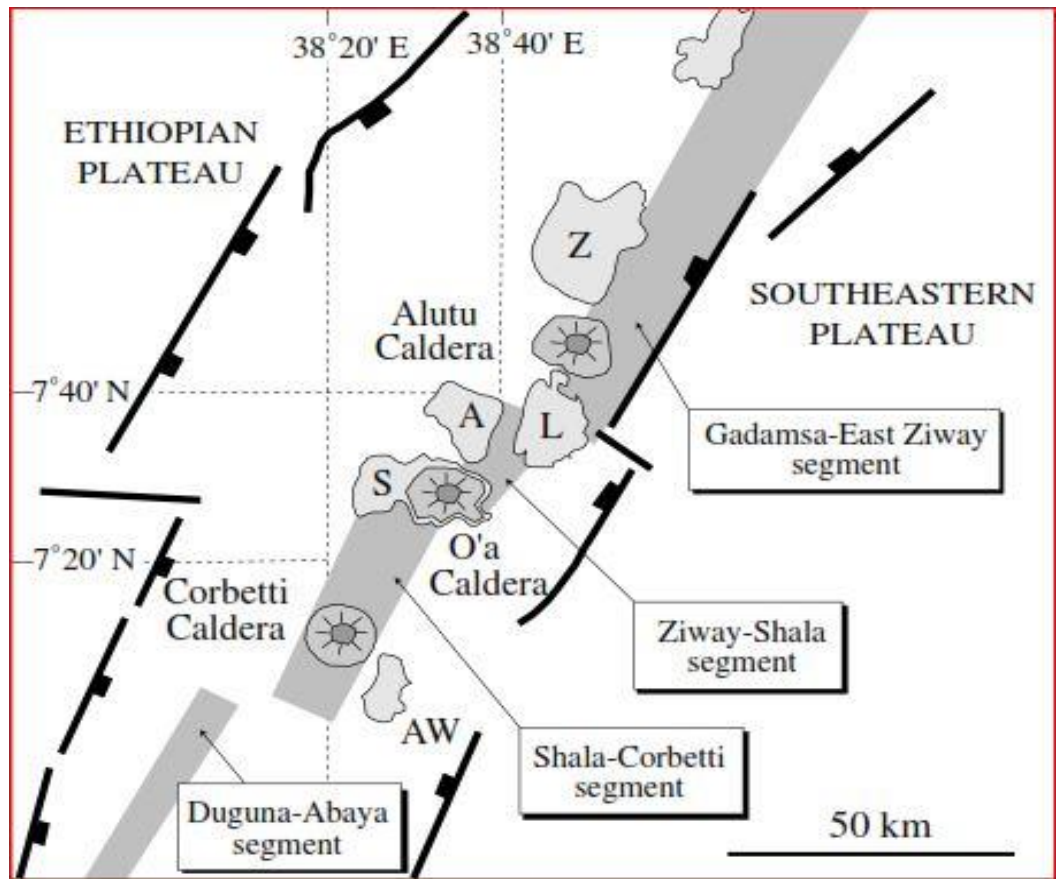 38°20' E
38°40' E
ETHIOPIAN
PLATEAU
Z
SOUTHEASTERN
PLATEAU
Alutu
Caldera
7°40' N
A
L
Gadamsa-East Ziway
segment
S
7°20' N
O'a
Caldera
Corbetti
Caldera
Ziway-Shala
segment
AW
Shala-Corbetti
segment
Duguna-Abaya
segment
50 km